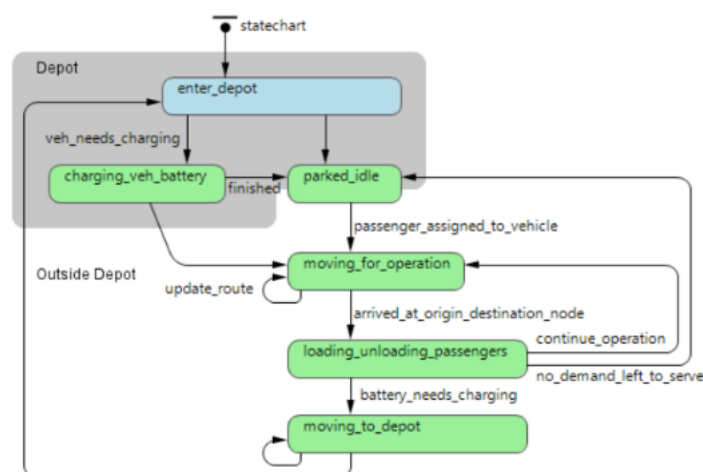 statechart
Depot
enter_depot
veh_needs_charging
charging_veh_battery
finished
parked_idle
passenger_assigned_to_vehicle
moving_for_operation
Outside Depot
update_route
arrived_at_origin_destination_node
continue_operation
loading_unloading_passengers
no_demand_left_to_serve
battery_needs_charging
moving_to_depot